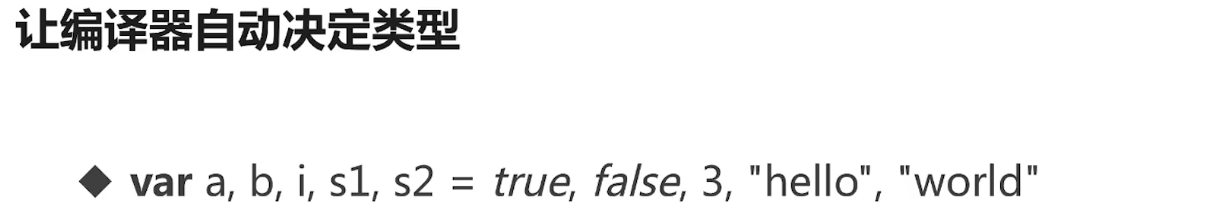 让编译器自动决定类型
◆ var a, b, i, s1, s2 = true, false, 3, "hello", "world"